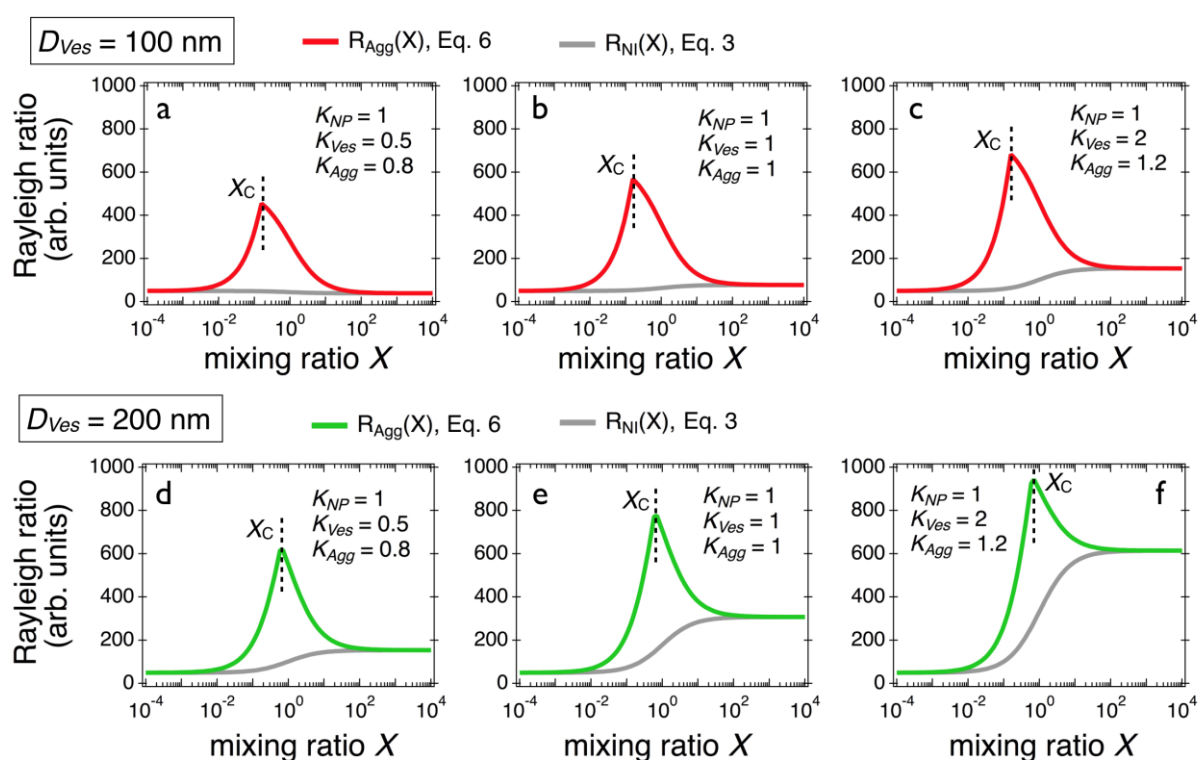 D_Ves = 100 nm
R_Agg(X), Eq. 6
R_NI(X), Eq. 3
Rayleigh ratio
(arb. units)
1000
800
600
400
200
0
a
K_NP = 1
K_Ves = 0.5
K_Agg = 0.8
X_C
10^-4
10^-2
10^0
10^2
10^4
mixing ratio X
1000
800
600
400
200
0
b
K_NP = 1
K_Ves = 1
K_Agg = 1
X_C
10^-4
10^-2
10^0
10^2
10^4
mixing ratio X
1000
800
600
400
200
0
c
K_NP = 1
K_Ves = 2
K_Agg = 1.2
X_C
10^-4
10^-2
10^0
10^2
10^4
mixing ratio X
D_Ves = 200 nm
R_Agg(X), Eq. 6
R_NI(X), Eq. 3
Rayleigh ratio
(arb. units)
1000
800
600
400
200
0
d
K_NP = 1
K_Ves = 0.5
K_Agg = 0.8
X_C
10^-4
10^-2
10^0
10^2
10^4
mixing ratio X
1000
800
600
400
200
0
e
K_NP = 1
K_Ves = 1
K_Agg = 1
X_C
10^-4
10^-2
10^0
10^2
10^4
mixing ratio X
1000
800
600
400
200
0
f
K_NP = 1
K_Ves = 2
K_Agg = 1.2
X_C
10^-4
10^-2
10^0
10^2
10^4
mixing ratio X